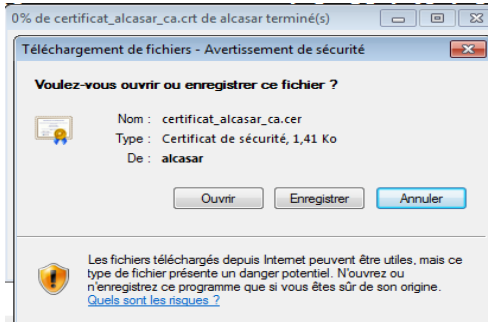 0% de certificat_alcasar_ca.crt de alcasar terminé(s)
Téléchargement de fichiers - Avertissement de sécurité
Voulez-vous ouvrir ou enregistrer ce fichier ?
Nom : certificat_alcasar_ca.cer
Type : Certificat de sécurité, 1,41 Ko
De : alcasar
Ouvrir Enregistrer Annuler
Les fichiers téléchargés depuis Internet peuvent être utiles, mais ce
type de fichier présente un danger potentiel. N'ouvrez ou
n'enregistrez ce programme que si vous êtes sûr de son origine.
Quels sont les risques ?